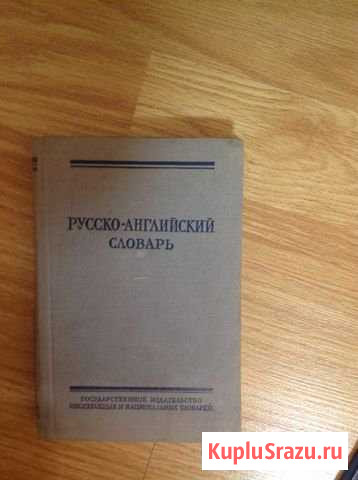 РУССКО-АНГЛИЙСКИЙ
СЛОВАРЬ
ГОСУДАРСТВЕННОЕ ИЗДАТЕЛЬСТВО
ИНОСТРАННЫХ И НАЦИОНАЛЬНЫХ СЛОВАРЕЙ
KupluSrazu.ru